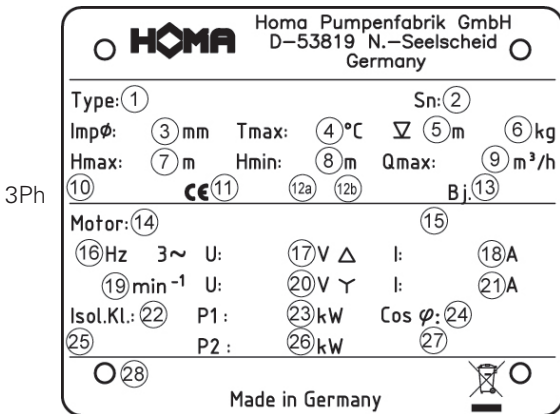 HOMA
Homa Pumpenfabrik GmbH
D-53819 N.-Seelscheid
Germany
Type: 1 Sn: 2
ImpØ: 3 mm Tmax: 4 °C ∇ 5 m 6 kg
Hmax: 7 m Hmin: 8 m Qmax: 9 m³/h
3Ph
10 CE 11 12a 12b Bj. 13
Motor: 14 15
16 Hz 3~ U: 17 V △ I: 18 A
19 min⁻¹ U: 20 V Y I: 21 A
Isol.Kl.: 22 P1: 23 kW Cos φ: 24
25 P2: 26 kW 27
28
Made in Germany